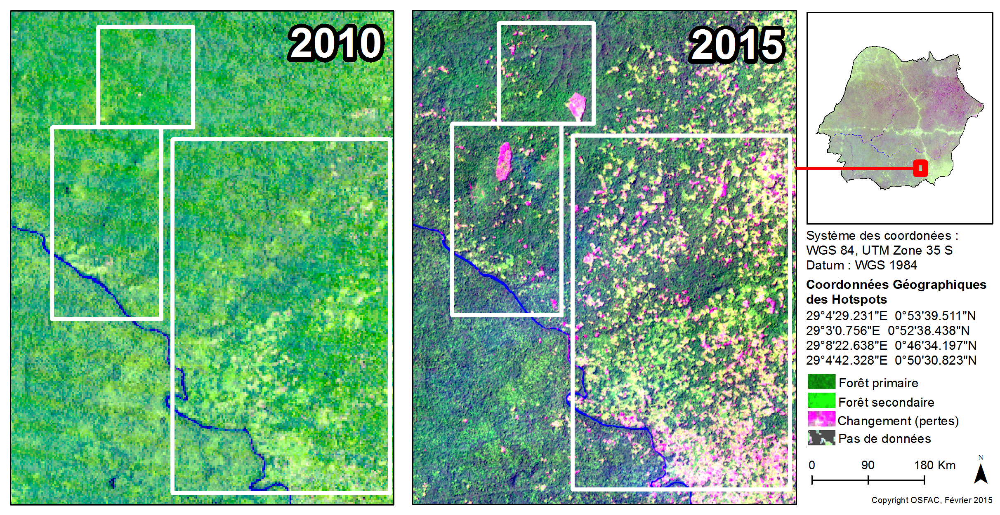 2010
2015
Système des coordonées :
WGS 84, UTM Zone 35 S
Datum : WGS 1984
Coordonnées Géographiques
des Hotspots
29°4'29.231"E 0°53'39.511"N
29°3'0.756"E 0°52'38.438"N
29°8'22.638"E 0°46'34.197"N
29°4'42.328"E 0°50'30.823"N
Forêt primaire
Forêt secondaire
Changement (pertes)
Pas de données
N
0 90 180 Km
Copyright OSFAC, Février 2015